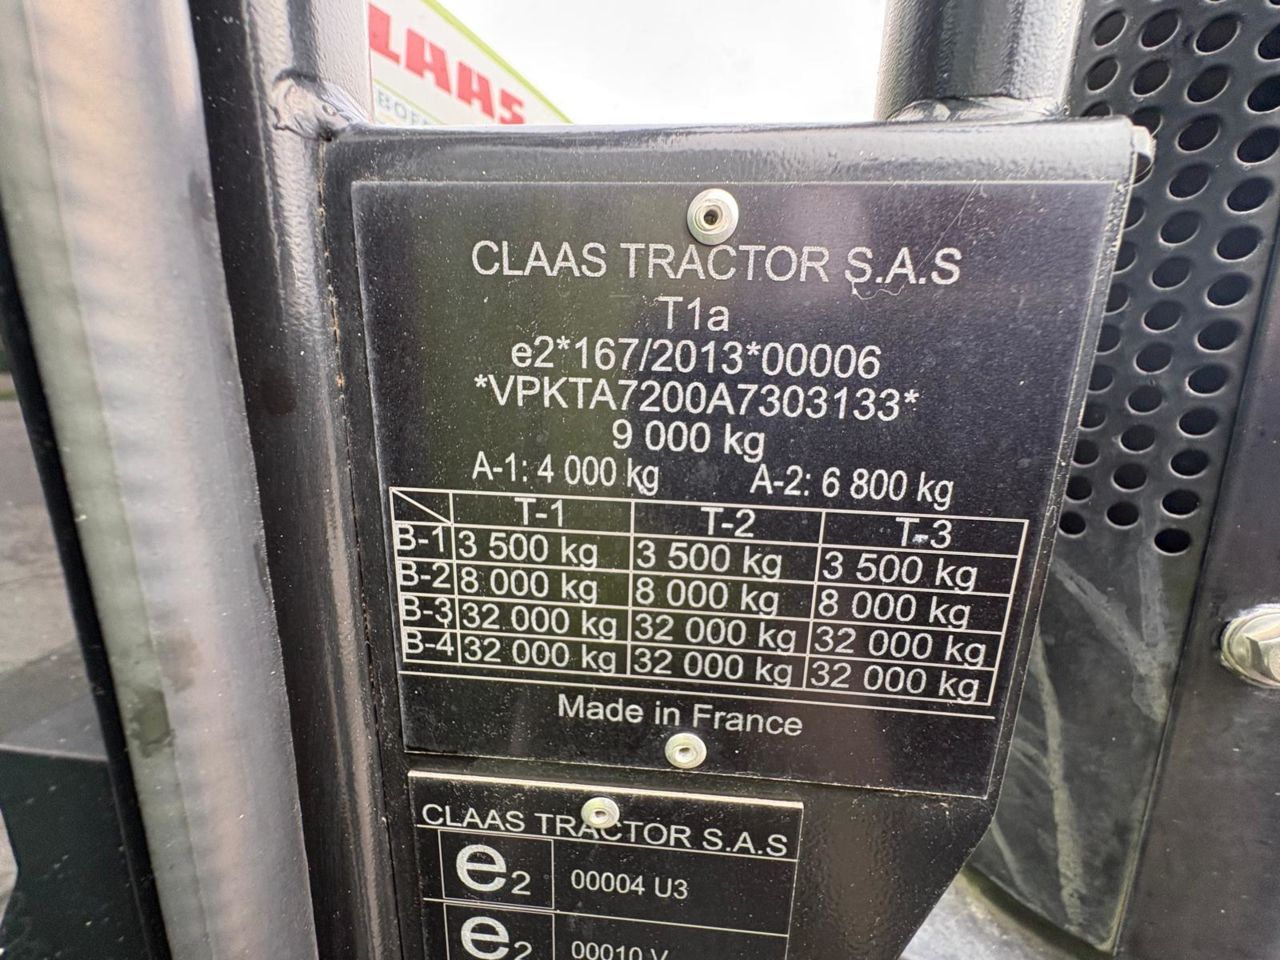 LAAS
CLAAS TRACTOR S.A.S
T1a
e2*167/2013*00006
*VPKTA7200A7303133*
9 000 kg
A-1: 4 000 kg A-2: 6 800 kg
T-1 T-2 T-3
B-1 3 500 kg 3 500 kg 3 500 kg
B-2 8 000 kg 8 000 kg 8 000 kg
B-3 32 000 kg 32 000 kg 32 000 kg
B-4 32 000 kg 32 000 kg 32 000 kg
Made in France
CLAAS TRACTOR S.A.S
e2 00004 U3
e2 00010 V